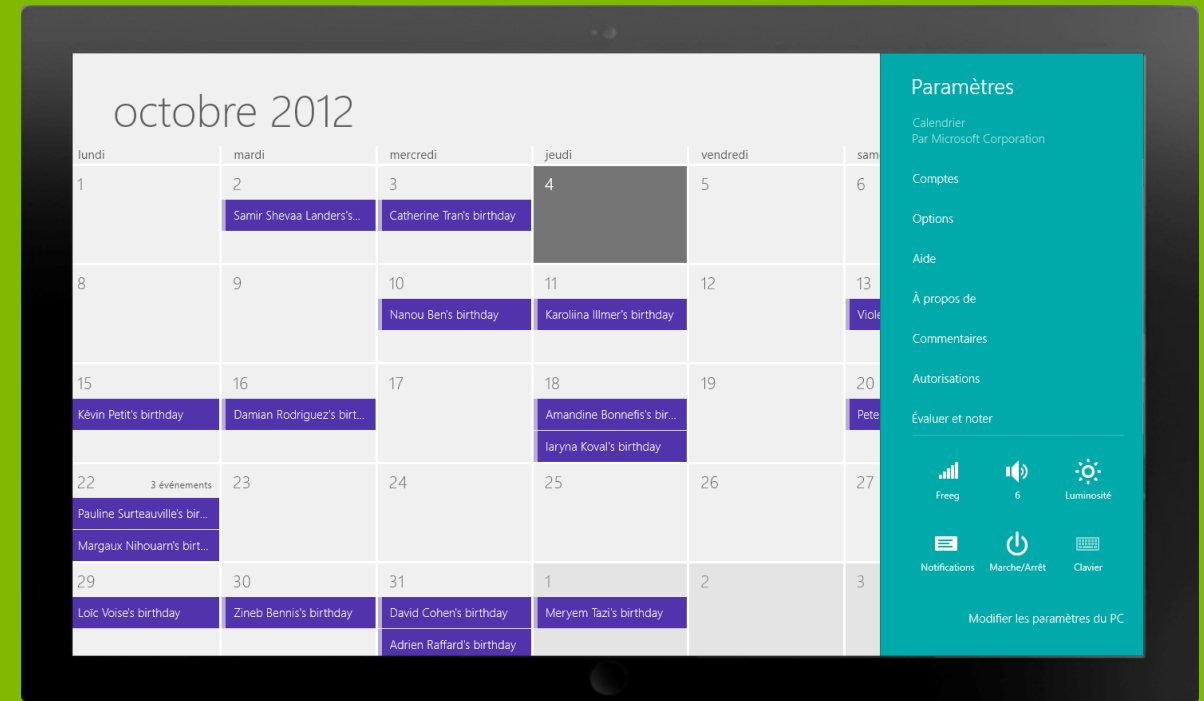 octobre 2012
lundi mardi mercredi jeudi vendredi sam
1 2 3 4 5 6
Samir Shevaa Landers's... Catherine Tran's birthday
8 9 10 11 12 13
Nanou Ben's birthday Karoliina Illmer's birthday Viole
15 16 17 18 19 20
Kévin Petit's birthday Damian Rodriguez's birt... Amandine Bonnefis's bir... Pete
Iaryna Koval's birthday
22 3 événements 23 24 25 26 27
Pauline Surteauville's bir...
Margaux Nihouarn's birt...
29 30 31 1 2 3
Loïc Voise's birthday Zineb Bennis's birthday David Cohen's birthday Meryem Tazi's birthday
Adrien Raffard's birthday
Paramètres
Calendrier
Par Microsoft Corporation
Comptes
Options
Aide
À propos de
Commentaires
Autorisations
Évaluer et noter
Freeg 6 Luminosité
Notifications Marche/Arrêt Clavier
Modifier les paramètres du PC